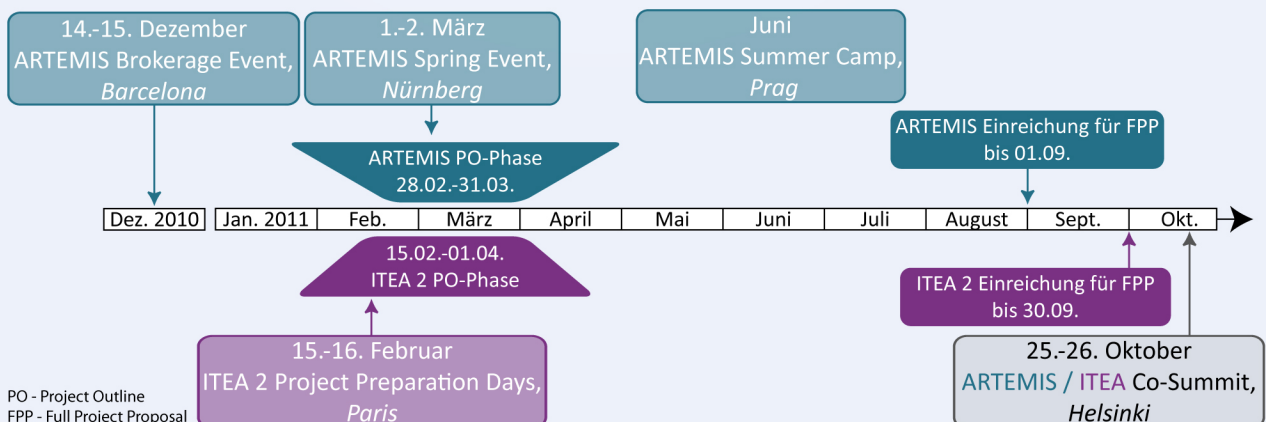 14.-15. Dezember
ARTEMIS Brokerage Event,
Barcelona
1.-2. März
ARTEMIS Spring Event,
Nürnberg
Juni
ARTEMIS Summer Camp,
Prag
ARTEMIS Einreichung für FPP
bis 01.09.
ARTEMIS PO-Phase
28.02.-31.03.
Dez. 2010
Jan. 2011
Feb.
März
April
Mai
Juni
Juli
August
Sept.
Okt.
15.02.-01.04.
ITEA 2 PO-Phase
ITEA 2 Einreichung für FPP
bis 30.09.
15.-16. Februar
ITEA 2 Project Preparation Days,
Paris
25.-26. Oktober
ARTEMIS / ITEA Co-Summit,
Helsinki
PO - Project Outline
FPP - Full Project Proposal